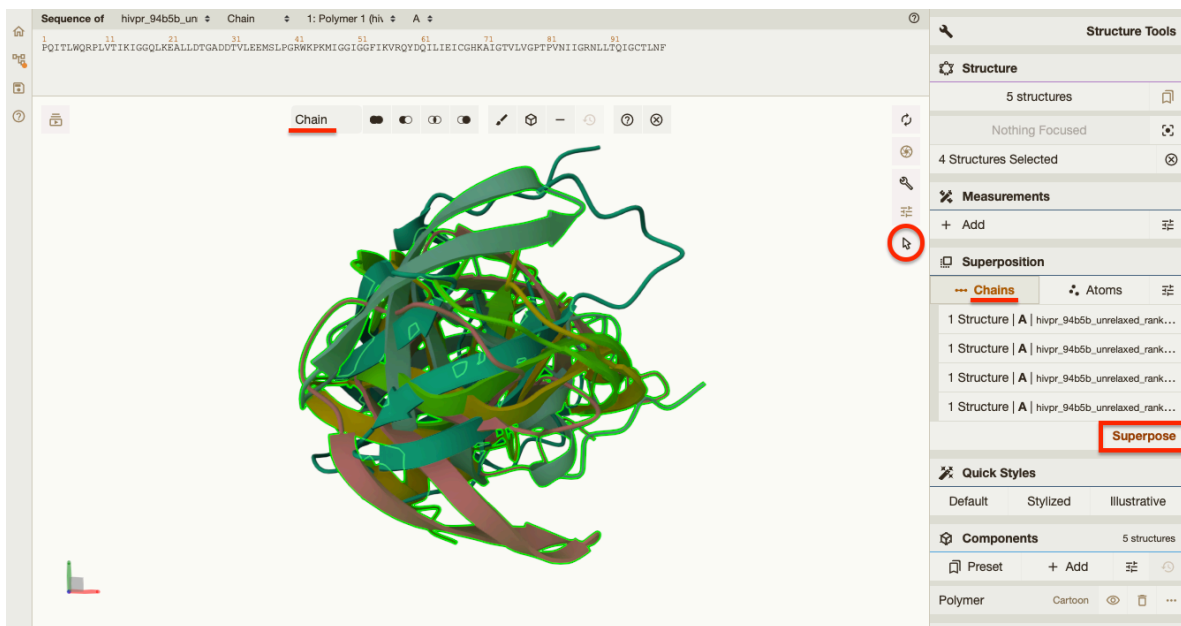 Sequence of hivpr_94b5b_un Chain 1: Polymer 1 (hiv A
1 11 21 31 41 51 61 71 81 91
PQITLWQRPLVTIKIGGQLKEALLDTGADDTVLEEMSLPGRWKPKMIGGIGGFIKVRQYDQILIEICGHKAIGTVLVGPTPVNIIGRNLLTQIGCTLNF
Chain
Structure Tools
Structure
5 structures
Nothing Focused
4 Structures Selected
Measurements
+ Add
Superposition
Chains Atoms
1 Structure | A | hivpr_94b5b_unrelaxed_rank...
1 Structure | A | hivpr_94b5b_unrelaxed_rank...
1 Structure | A | hivpr_94b5b_unrelaxed_rank...
1 Structure | A | hivpr_94b5b_unrelaxed_rank...
Superpose
Quick Styles
Default Stylized Illustrative
Components 5 structures
Preset + Add
Polymer Cartoon ...